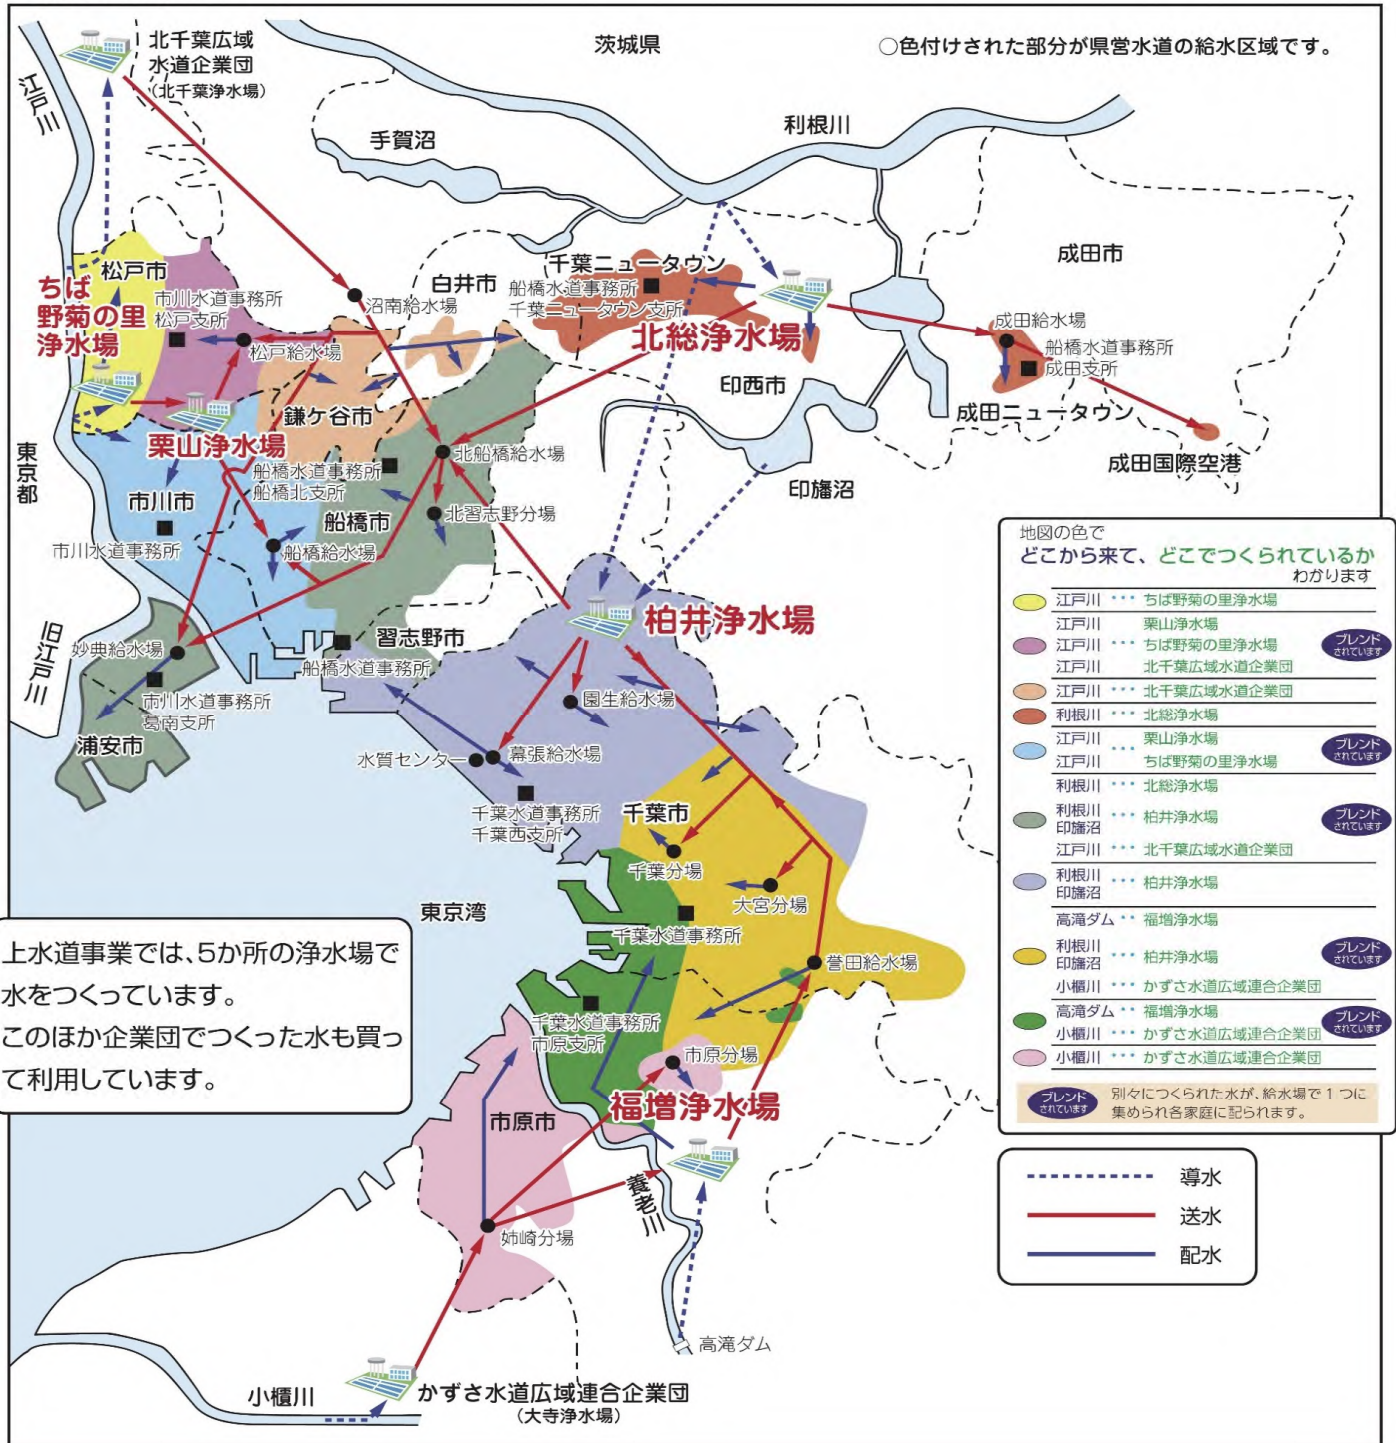 北千葉広域
水道企業団
（北千葉浄水場）
茨城県
○色付けされた部分が県営水道の給水区域です。
江戸川
手賀沼
利根川
成田市
松戸市
白井市
千葉ニュータウン
船橋水道事務所
千葉ニュータウン支所
ちば
野菊の里
浄水場
市川水道事務所
松戸支所
沼南給水場
松戸給水場
北総浄水場
成田給水場
船橋水道事務所
成田支所
印西市
成田ニュータウン
鎌ケ谷市
栗山浄水場
東京都
北船橋給水場
成田国際空港
船橋水道事務所
船橋北支所
印旛沼
市川市
船橋市
北習志野分場
市川水道事務所
船橋給水場
柏井浄水場
旧江戸川
習志野市
妙典給水場
船橋水道事務所
市川水道事務所
葛南支所
園生給水場
浦安市
水質センター
幕張給水場
千葉水道事務所
千葉西支所
千葉市
千葉分場
大宮分場
東京湾
千葉水道事務所
誉田給水場
千葉水道事務所
市原支所
市原分場
福増浄水場
市原市
養老川
姉崎分場
高滝ダム
小櫃川
かずさ水道広域連合企業団
（大寺浄水場）
上水道事業では、5か所の浄水場で
水をつくっています。
このほか企業団でつくった水も買っ
て利用しています。
地図の色で
どこから来て、どこでつくられているか
わかります
江戸川 ･･･ ちば野菊の里浄水場
江戸川 栗山浄水場
江戸川 ･･･ ちば野菊の里浄水場
江戸川 北千葉広域水道企業団
ブレンド
されています
江戸川 ･･･ 北千葉広域水道企業団
利根川 ･･･ 北総浄水場
江戸川 栗山浄水場
･･･
江戸川 ちば野菊の里浄水場
ブレンド
されています
利根川 ･･･ 北総浄水場
利根川
印旛沼 ･･･ 柏井浄水場
江戸川 ･･･ 北千葉広域水道企業団
ブレンド
されています
利根川
印旛沼 ･･･ 柏井浄水場
高滝ダム ･･ 福増浄水場
利根川
印旛沼 ･･･ 柏井浄水場
小櫃川 ･･･ かずさ水道広域連合企業団
ブレンド
されています
高滝ダム ･･ 福増浄水場
小櫃川 ･･･ かずさ水道広域連合企業団
ブレンド
されています
小櫃川 ･･･ かずさ水道広域連合企業団
ブレンド
されています
別々につくられた水が、給水場で1つに
集められ各家庭に配られます。
導水
送水
配水